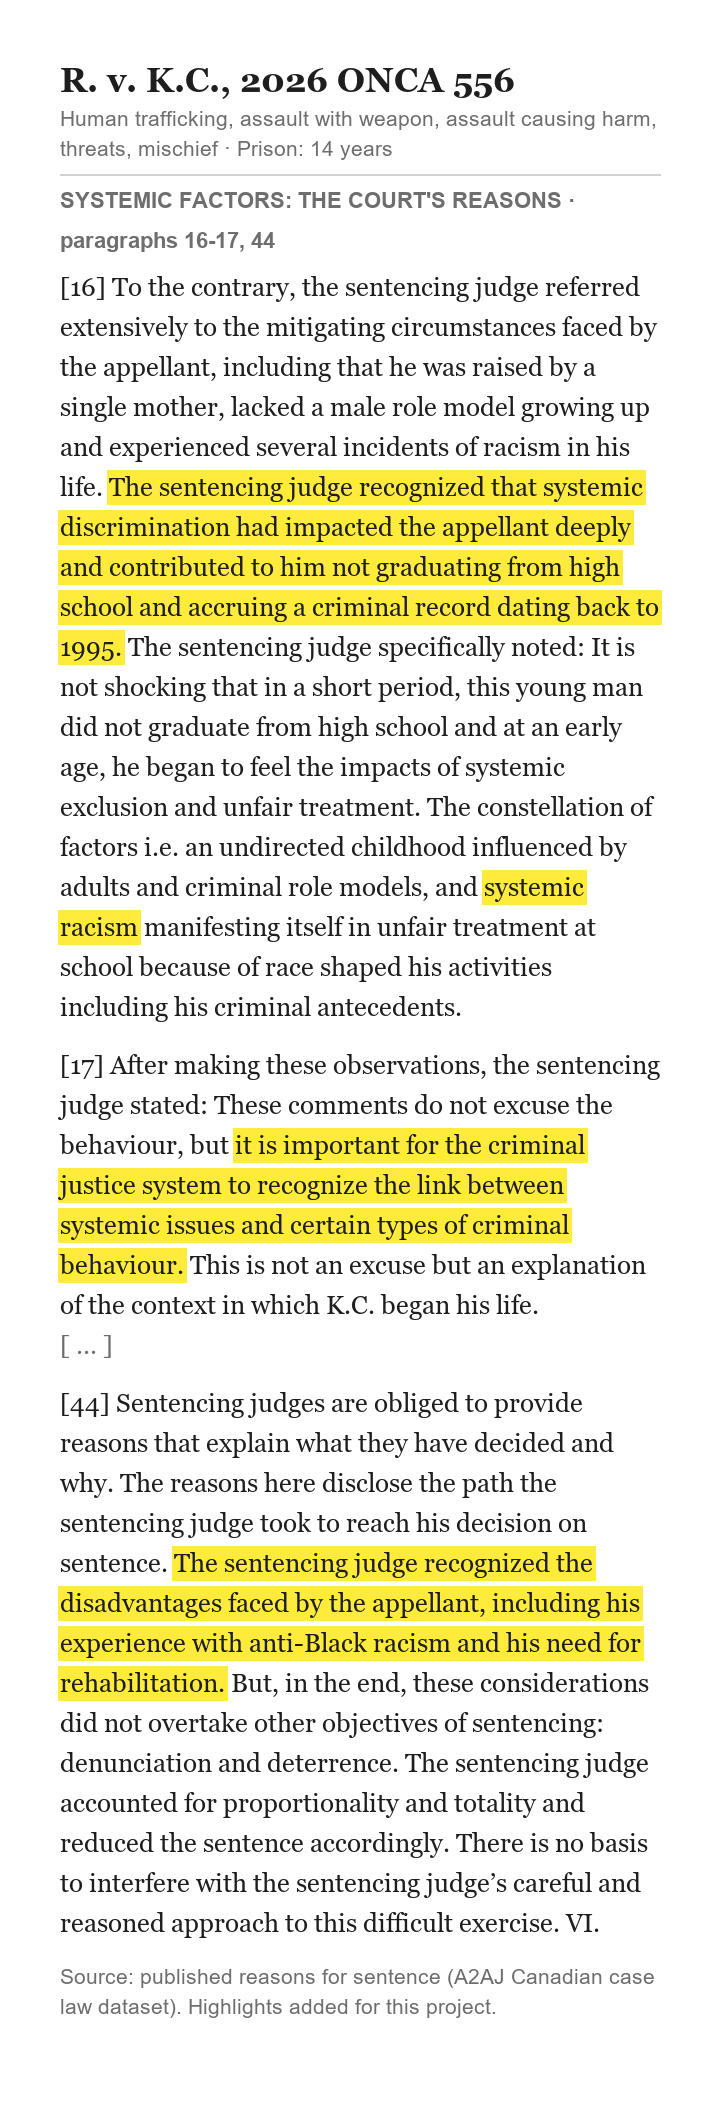 R. v. K.C., 2026 ONCA 556
Human trafficking, assault with weapon, assault causing harm,
threats, mischief · Prison: 14 years
SYSTEMIC FACTORS: THE COURT'S REASONS ·
paragraphs 16-17, 44
[16] To the contrary, the sentencing judge referred
extensively to the mitigating circumstances faced by
the appellant, including that he was raised by a
single mother, lacked a male role model growing up
and experienced several incidents of racism in his
life. The sentencing judge recognized that systemic
discrimination had impacted the appellant deeply
and contributed to him not graduating from high
school and accruing a criminal record dating back to
1995. The sentencing judge specifically noted: It is
not shocking that in a short period, this young man
did not graduate from high school and at an early
age, he began to feel the impacts of systemic
exclusion and unfair treatment. The constellation of
factors i.e. an undirected childhood influenced by
adults and criminal role models, and systemic
racism manifesting itself in unfair treatment at
school because of race shaped his activities
including his criminal antecedents.
[17] After making these observations, the sentencing
judge stated: These comments do not excuse the
behaviour, but it is important for the criminal
justice system to recognize the link between
systemic issues and certain types of criminal
behaviour. This is not an excuse but an explanation
of the context in which K.C. began his life.
[ … ]
[44] Sentencing judges are obliged to provide
reasons that explain what they have decided and
why. The reasons here disclose the path the
sentencing judge took to reach his decision on
sentence. The sentencing judge recognized the
disadvantages faced by the appellant, including his
experience with anti-Black racism and his need for
rehabilitation. But, in the end, these considerations
did not overtake other objectives of sentencing:
denunciation and deterrence. The sentencing judge
accounted for proportionality and totality and
reduced the sentence accordingly. There is no basis
to interfere with the sentencing judge’s careful and
reasoned approach to this difficult exercise. VI.
Source: published reasons for sentence (A2AJ Canadian case
law dataset). Highlights added for this project.